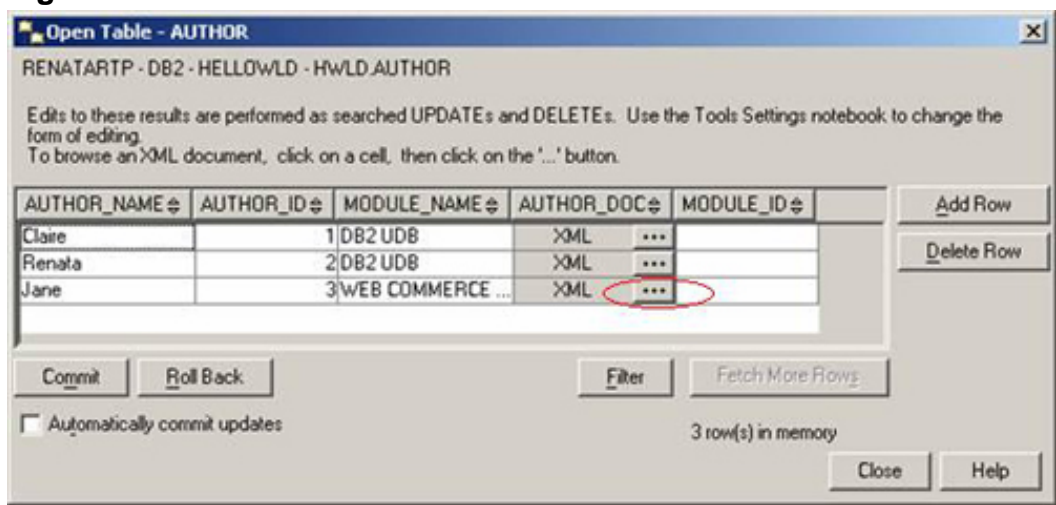 Open Table - AUTHOR
RENATARTP - DB2 - HELLOWLD - HWLD.AUTHOR
Edits to these results are performed as searched UPDATEs and DELETEs. Use the Tools Settings notebook to change the
form of editing.
To browse an XML document, click on a cell, then click on the '...' button.
AUTHOR_NAME AUTHOR_ID MODULE_NAME AUTHOR_DOC MODULE_ID Add Row
Claire 1 DB2 UDB XML ...
Renata 2 DB2 UDB XML ... Delete Row
Jane 3 WEB COMMERCE ... XML ...
Commit Roll Back Filter Fetch More Rows
Automatically commit updates
3 row(s) in memory
Close Help